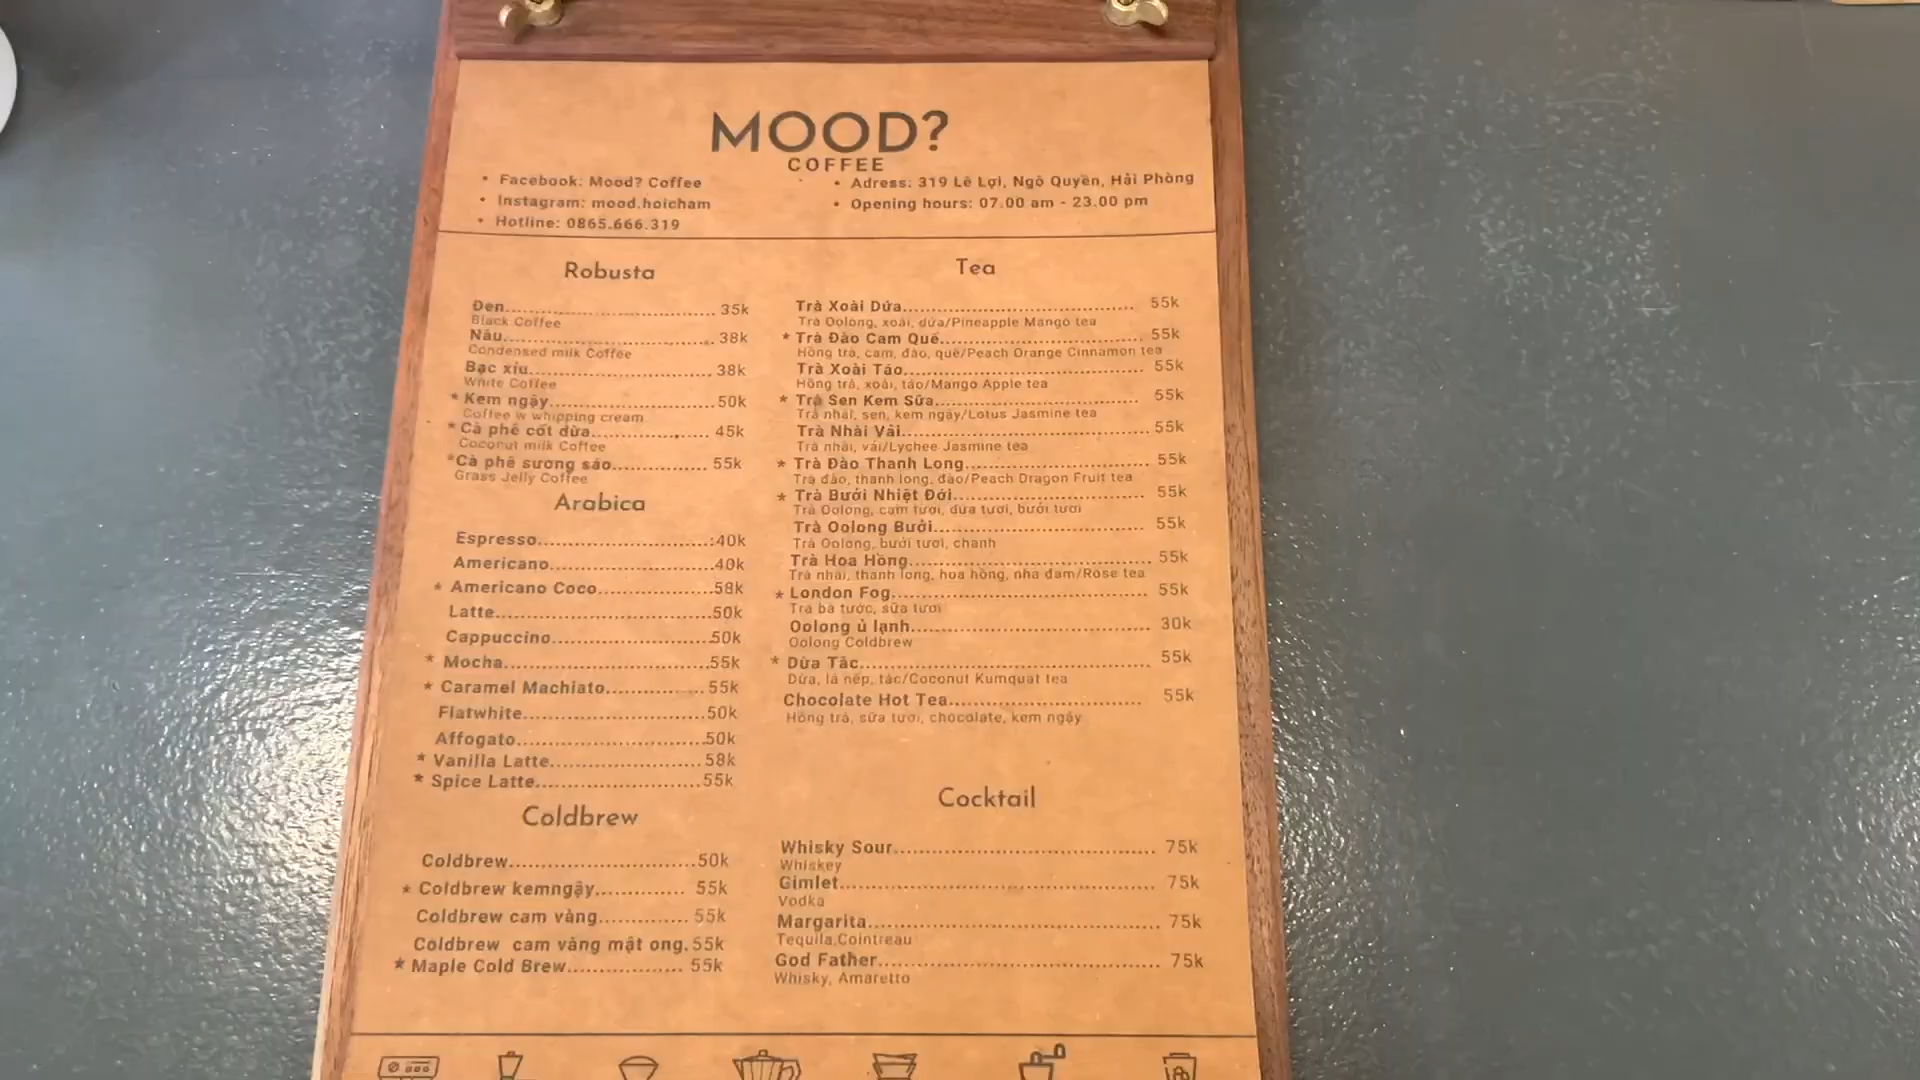 MOOD?
COFFEE
• Facebook: Mood? Coffee
• Instagram: mood.hoicham
• Hotline: 0865.666.319
• Adress: 319 Lê Lợi, Ngô Quyền, Hải Phòng
• Opening hours: 07.00 am - 23.00 pm
Robusta
Đen 35k
Black Coffee
Nâu 38k
Condensed milk Coffee
Bạc xỉu 38k
White Coffee
* Kem ngậy 50k
Coffee w whipping cream
* Cà phê cốt dừa 45k
Coconut milk Coffee
* Cà phê sương sáo 55k
Grass Jelly Coffee
Arabica
Espresso 40k
Americano 40k
* Americano Coco 58k
Latte 50k
Cappuccino 50k
* Mocha 55k
* Caramel Machiato 55k
Flatwhite 50k
Affogato 50k
* Vanilla Latte 58k
* Spice Latte 55k
Coldbrew
Coldbrew 50k
* Coldbrew kemngậy 55k
Coldbrew cam vàng 55k
Coldbrew cam vàng mật ong. 55k
* Maple Cold Brew 55k
Tea
Trà Xoài Dứa 55k
Trà Oolong, xoài, dứa/Pineapple Mango tea
* Trà Đào Cam Quế 55k
Hồng trà, cam, đào, quế/Peach Orange Cinnamon tea
Trà Xoài Táo 55k
Hồng trà, xoài, táo/Mango Apple tea
* Trà Sen Kem Sữa 55k
Trà nhài, sen, kem ngậy/Lotus Jasmine tea
Trà Nhài Vải 55k
Trà nhài, vải/Lychee Jasmine tea
* Trà Đào Thanh Long 55k
Trà đào, thanh long, đào/Peach Dragon Fruit tea
* Trà Bưởi Nhiệt Đới 55k
Trà Oolong, cam tươi, dứa tươi, bưởi tươi
Trà Oolong Bưởi 55k
Trà Oolong, bưởi tươi, chanh
Trà Hoa Hồng 55k
Trà nhài, thanh long, hoa hồng, nha đam/Rose tea
* London Fog 55k
Trà bá tước, sữa tươi
Oolong ủ lạnh 30k
Oolong Coldbrew
* Dừa Tắc 55k
Dừa, lá nếp, tắc/Coconut Kumquat tea
Chocolate Hot Tea 55k
Hồng trà, sữa tươi, chocolate, kem ngậy
Cocktail
Whisky Sour 75k
Whiskey
Gimlet 75k
Vodka
Margarita 75k
Tequila,Cointreau
God Father 75k
Whisky, Amaretto